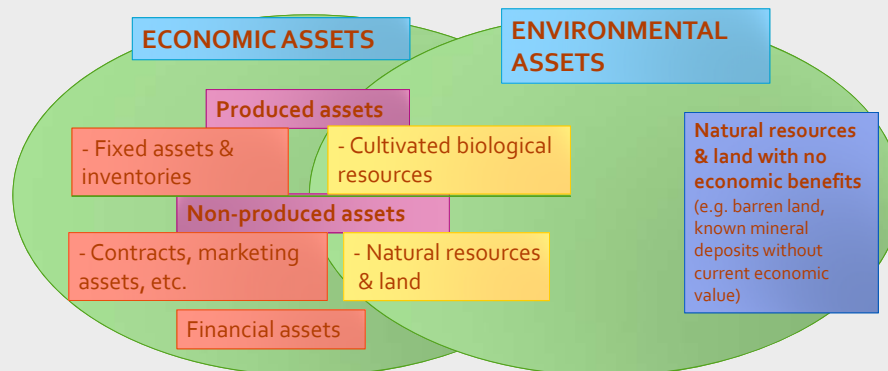 ECONOMIC ASSETS
ENVIRONMENTAL
ASSETS
Produced assets
- Fixed assets &
inventories
- Cultivated biological
resources
Non-produced assets
- Contracts, marketing
assets, etc.
- Natural resources
& land
Financial assets
Natural resources
& land with no
economic benefits
(e.g. barren land,
known mineral
deposits without
current economic
value)